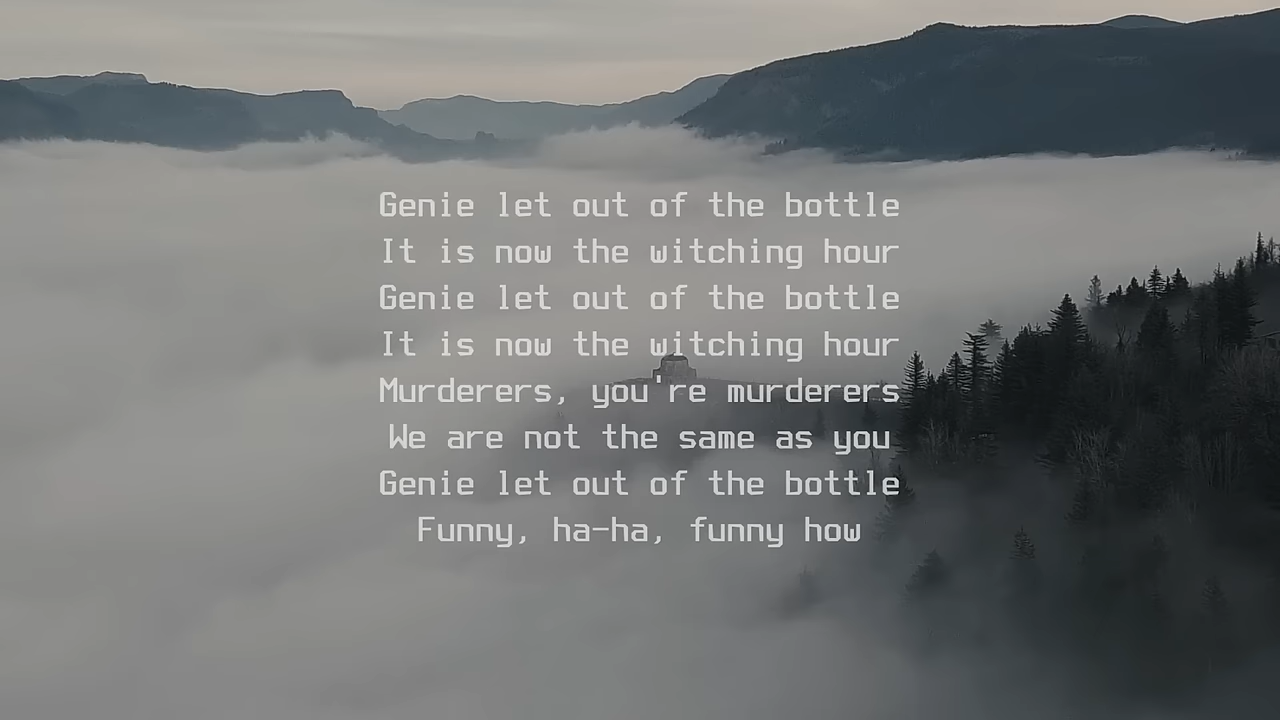 Genie let out of the bottle
It is now the witching hour
Genie let out of the bottle
It is now the witching hour
Murderers, you're murderers
We are not the same as you
Genie let out of the bottle
Funny, ha-ha, funny how